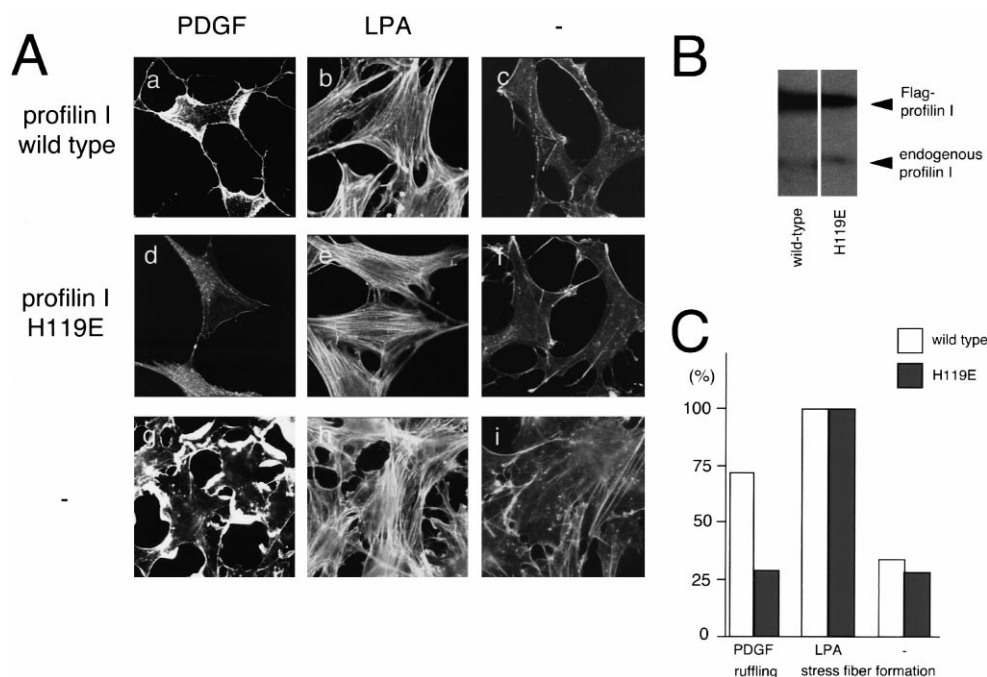 A
PDGF
LPA
-
profilin I
wild type
a
b
c
profilin I
H119E
d
e
f
-
g
h
i
B
Flag-
profilin I
endogenous
profilin I
wild-type
H119E
C
wild type
H119E
(%)
100
75
50
25
0
PDGF
LPA
-
ruffling
stress fiber formation